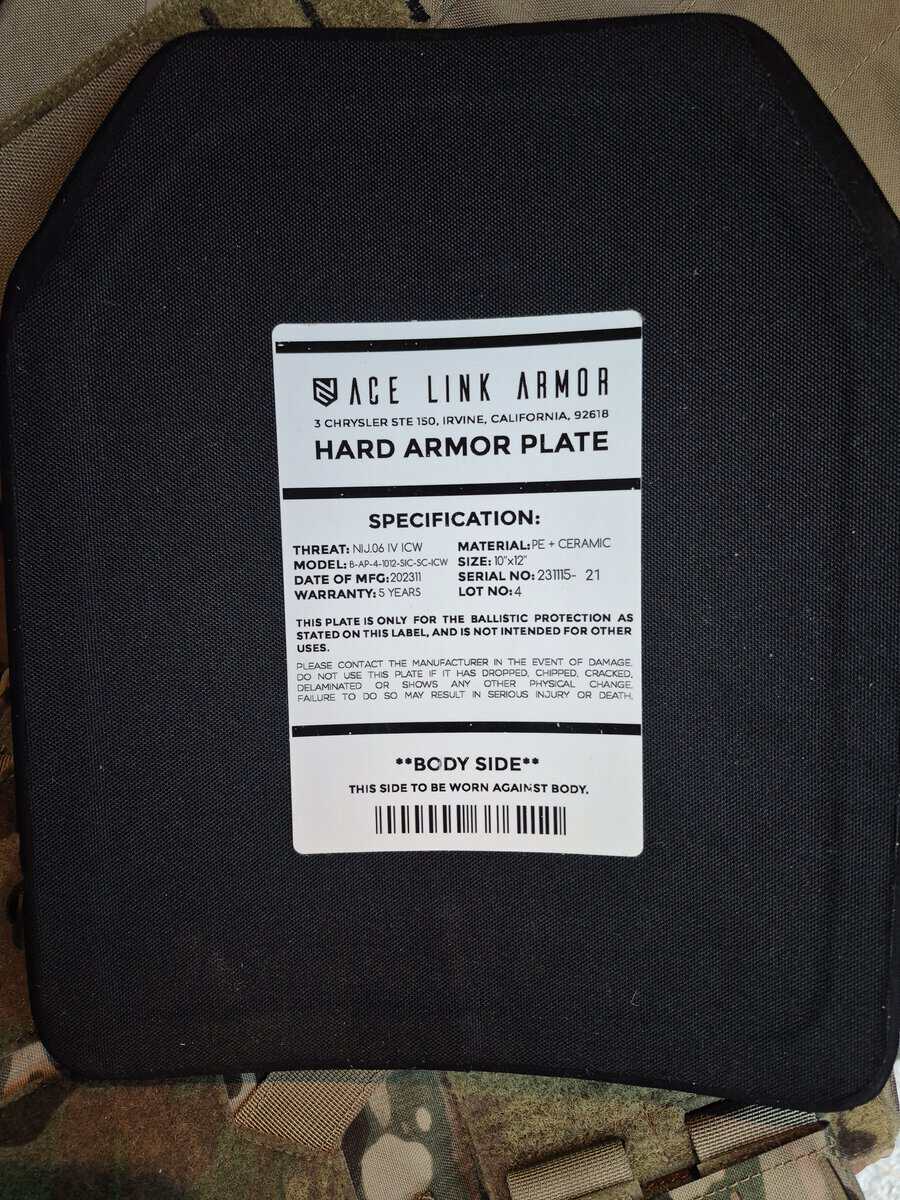 ACE LINK ARMOR
3 CHRYSLER STE 150, IRVINE, CALIFORNIA, 92618
HARD ARMOR PLATE
SPECIFICATION:
THREAT: NIJ.06 IV ICW MATERIAL: PE + CERAMIC
MODEL: B-AP-4-1012-SIC-SC-ICW SIZE: 10"x12"
DATE OF MFG: 202311 SERIAL NO: 231115- 21
WARRANTY: 5 YEARS LOT NO: 4
THIS PLATE IS ONLY FOR THE BALLISTIC PROTECTION AS
STATED ON THIS LABEL, AND IS NOT INTENDED FOR OTHER
USES.
PLEASE CONTACT THE MANUFACTURER IN THE EVENT OF DAMAGE.
DO NOT USE THIS PLATE IF IT HAS DROPPED, CHIPPED, CRACKED,
DELAMINATED OR SHOWS ANY OTHER PHYSICAL CHANGE.
FAILURE TO DO SO MAY RESULT IN SERIOUS INJURY OR DEATH.
**BODY SIDE**
THIS SIDE TO BE WORN AGAINST BODY.